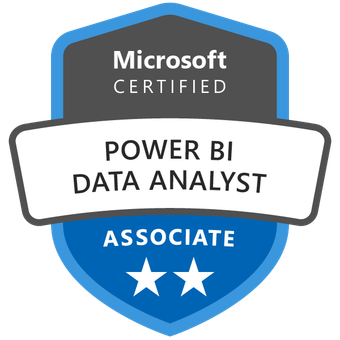 Microsoft
CERTIFIED
POWER BI
DATA ANALYST
ASSOCIATE